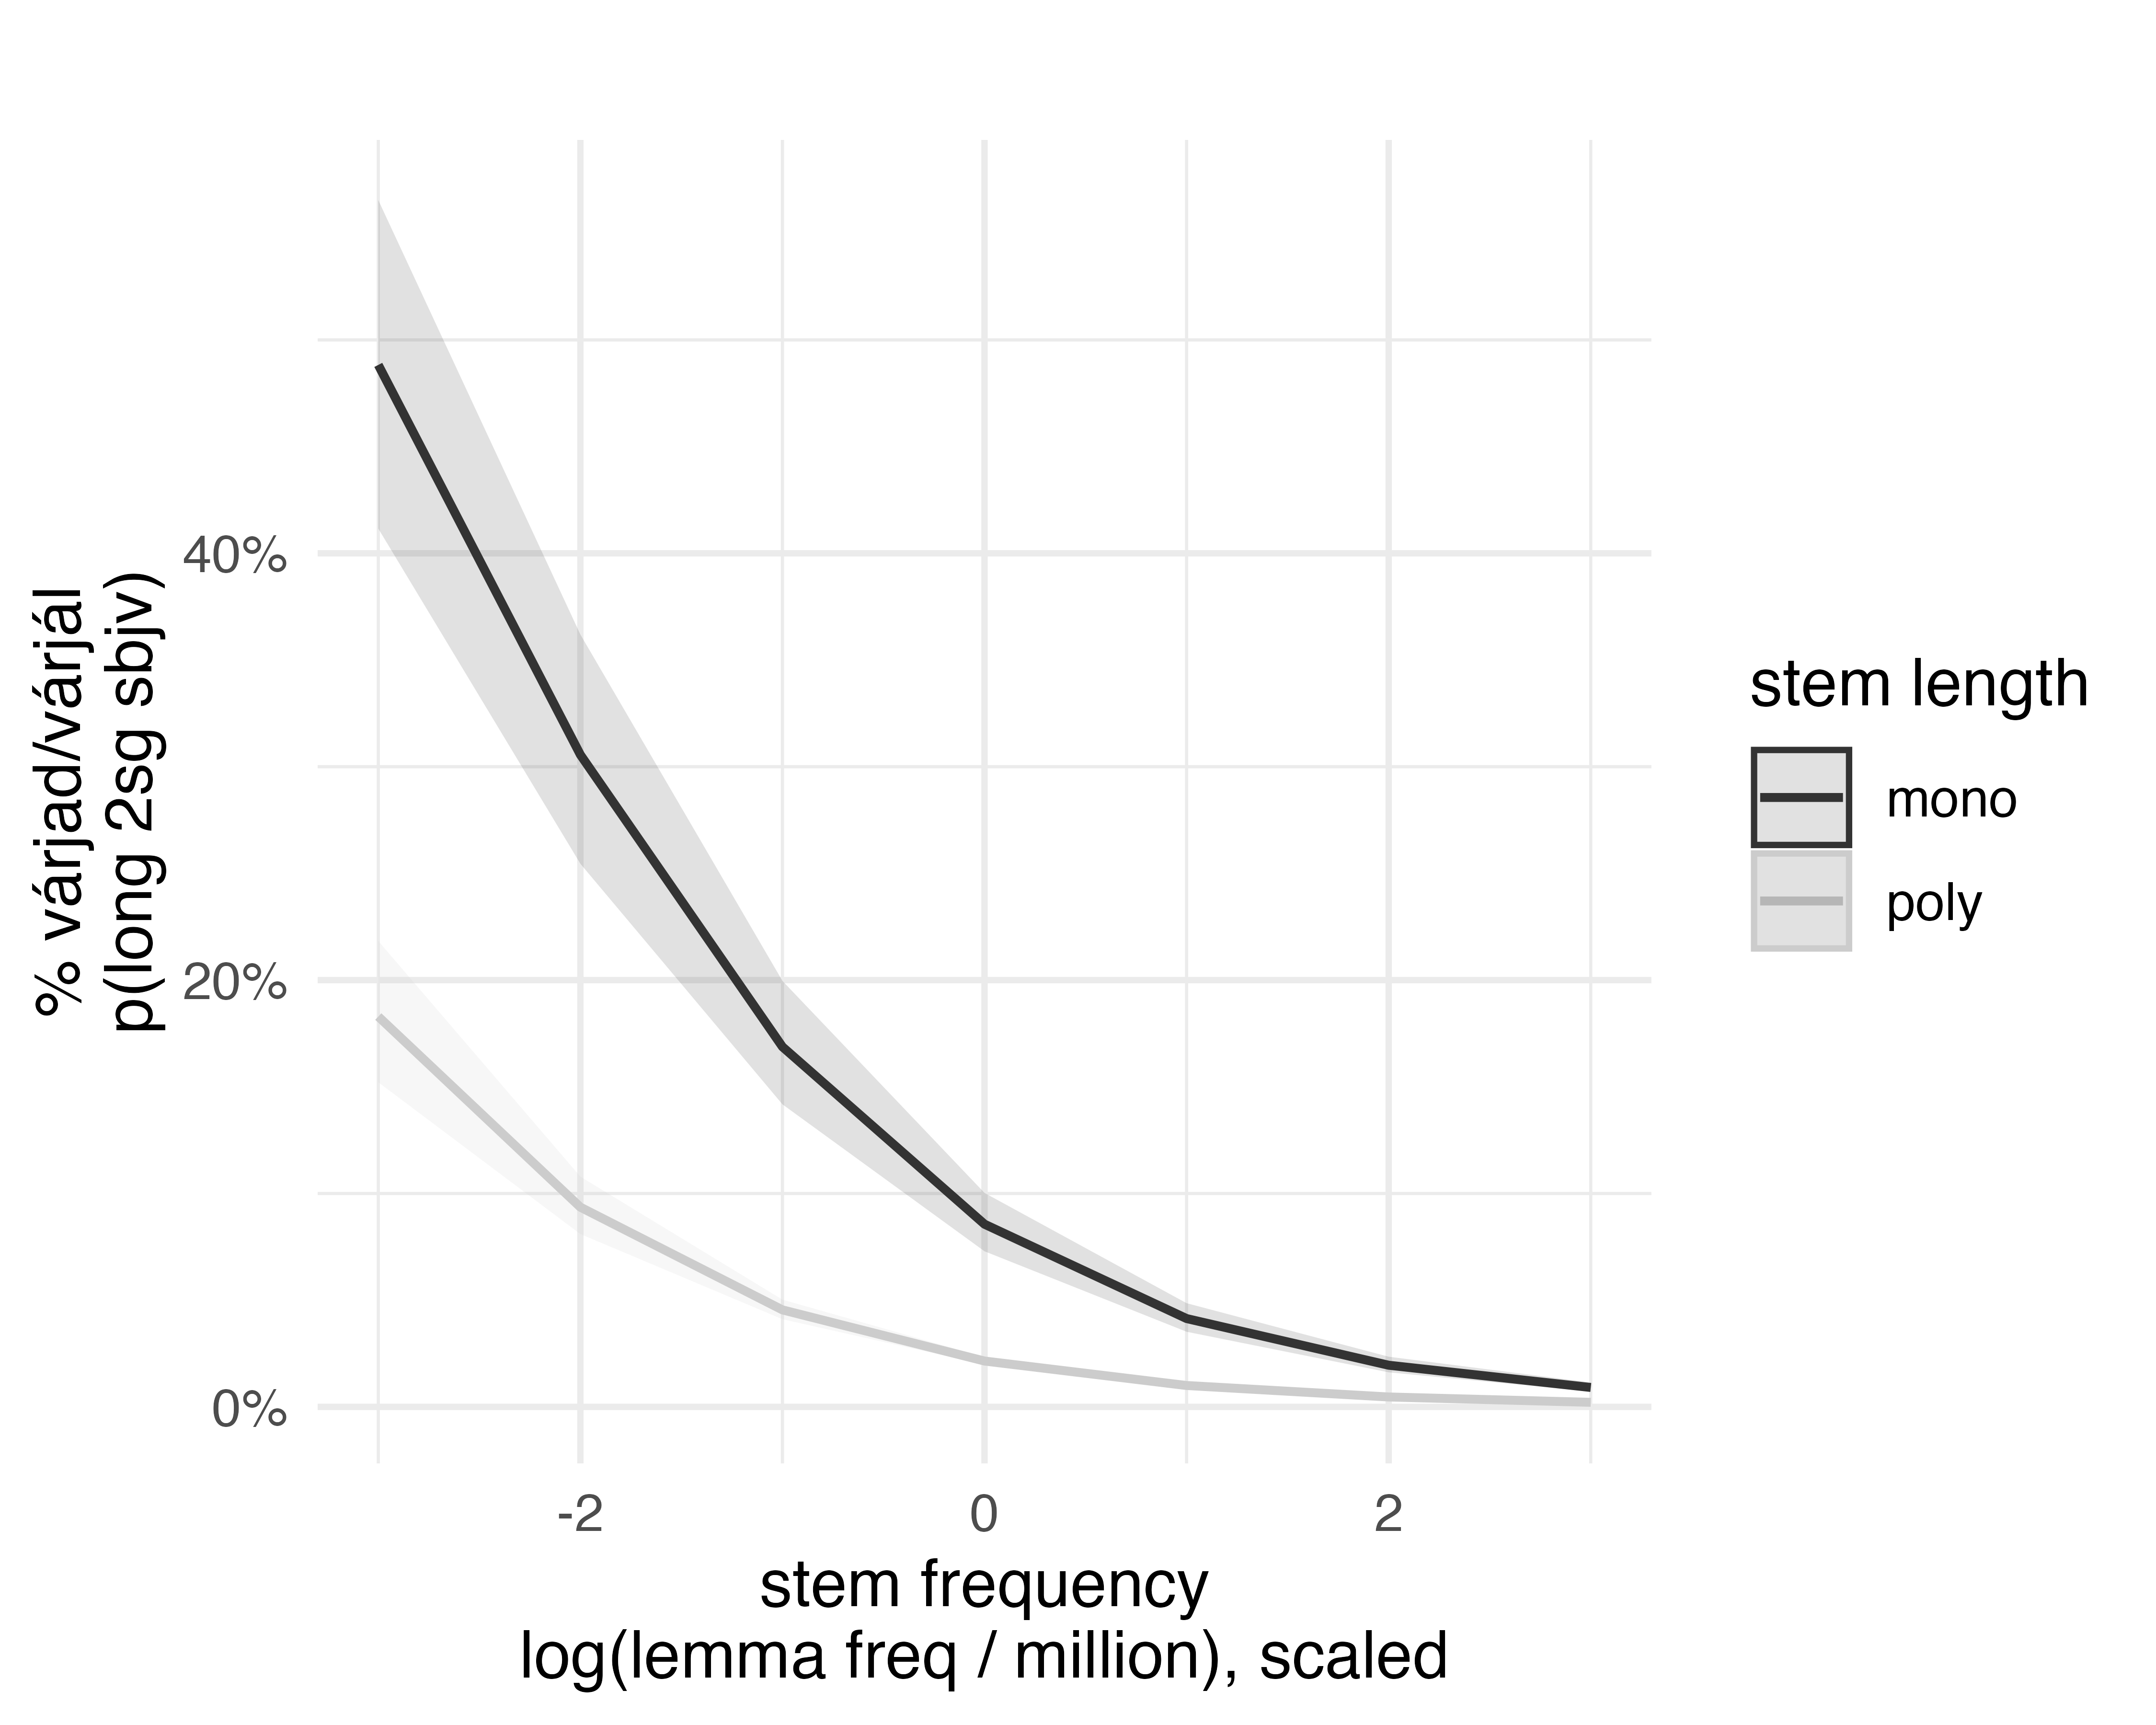 % várjad/várjál
p(long 2sg sbjv)
40%
20%
0%
-2
0
2
stem frequency
log(lemma freq / million), scaled
stem length
mono
poly